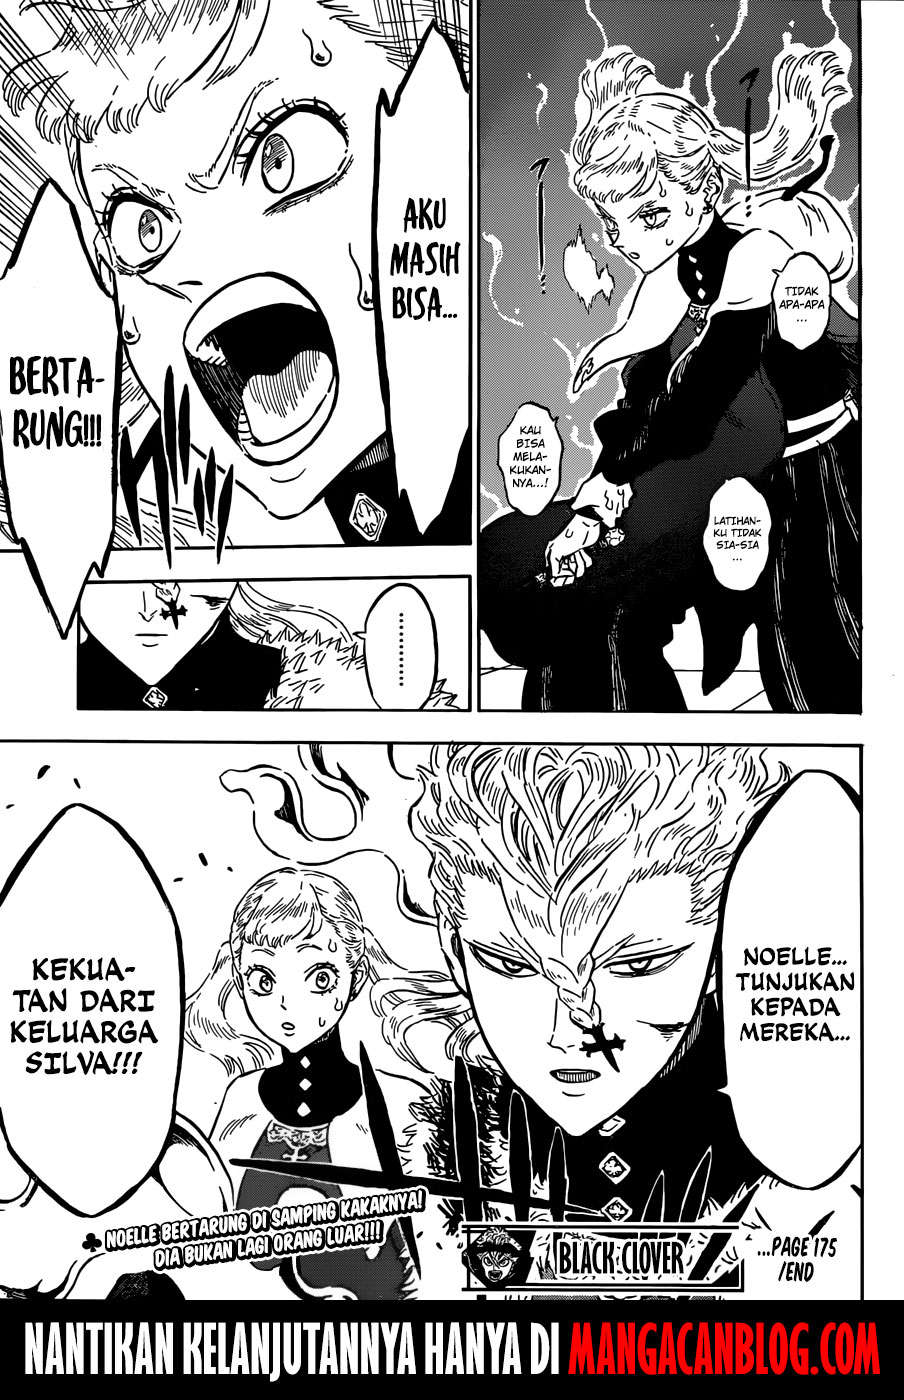 TIDAK
APA-APA
...
KAU
BISA
MELA-
KUKAN-
NYA...!
LATIHAN-
KU TIDAK
SIA-SIA
...
AKU
MASIH
BISA...
BERTA-
RUNG!!!
..........
NOELLE...
TUNJUKAN
KEPADA
MEREKA...
KEKUA-
TAN DARI
KELUARGA
SILVA!!!
♣ NOELLE BERTARUNG DI SAMPING KAKAKNYA!
DIA BUKAN LAGI ORANG LUAR!!!
BLACK CLOVER
...PAGE 175
/END
NANTIKAN KELANJUTANNYA HANYA DI MANGACANBLOG.COM